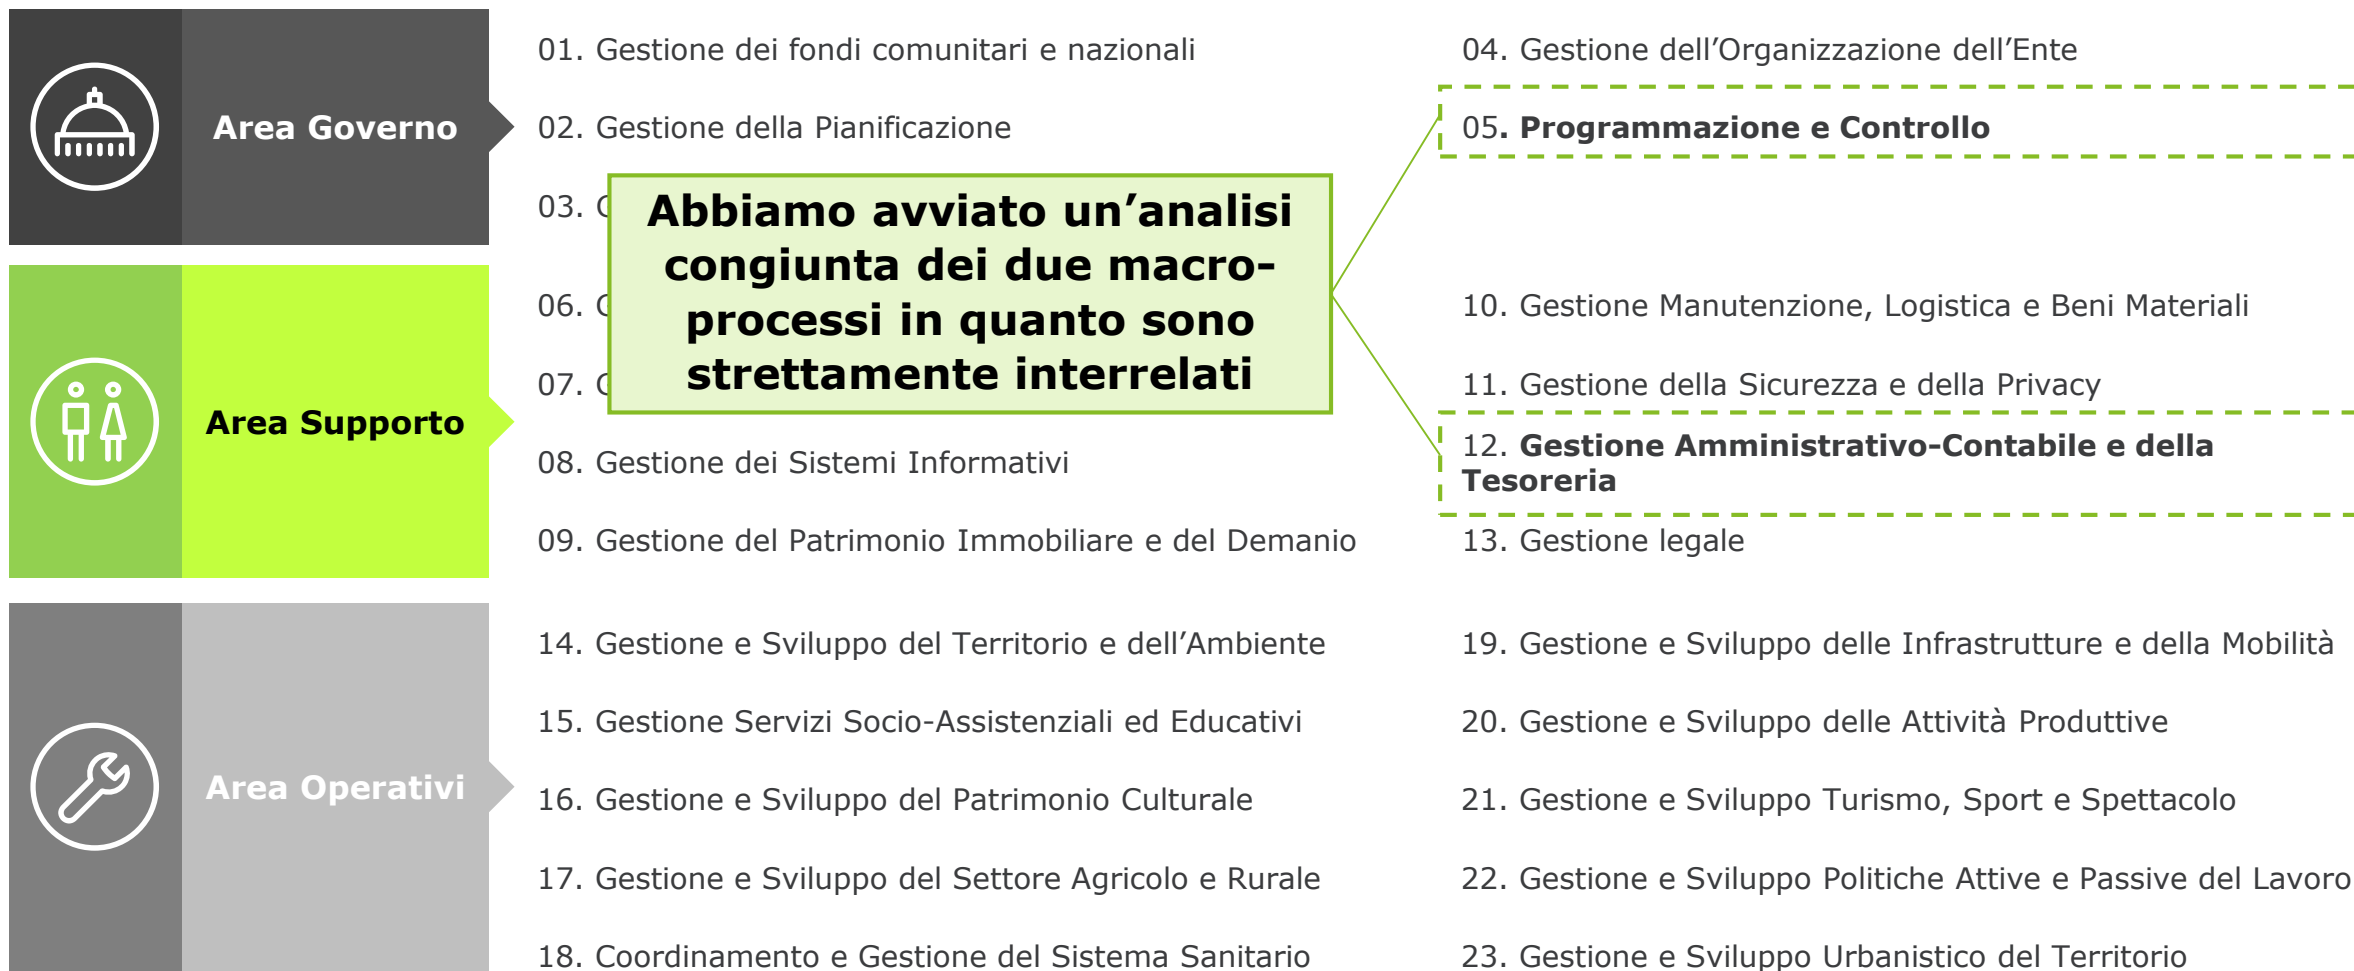 Area Governo
01. Gestione dei fondi comunitari e nazionali
02. Gestione della Pianificazione
03.
04. Gestione dell’Organizzazione dell’Ente
05. Programmazione e Controllo
Abbiamo avviato un’analisi
congiunta dei due macro-
processi in quanto sono
strettamente interrelati
Area Supporto
06.
07.
08. Gestione dei Sistemi Informativi
09. Gestione del Patrimonio Immobiliare e del Demanio
10. Gestione Manutenzione, Logistica e Beni Materiali
11. Gestione della Sicurezza e della Privacy
12. Gestione Amministrativo-Contabile e della
Tesoreria
13. Gestione legale
Area Operativi
14. Gestione e Sviluppo del Territorio e dell’Ambiente
15. Gestione Servizi Socio-Assistenziali ed Educativi
16. Gestione e Sviluppo del Patrimonio Culturale
17. Gestione e Sviluppo del Settore Agricolo e Rurale
18. Coordinamento e Gestione del Sistema Sanitario
19. Gestione e Sviluppo delle Infrastrutture e della Mobilità
20. Gestione e Sviluppo delle Attività Produttive
21. Gestione e Sviluppo Turismo, Sport e Spettacolo
22. Gestione e Sviluppo Politiche Attive e Passive del Lavoro
23. Gestione e Sviluppo Urbanistico del Territorio